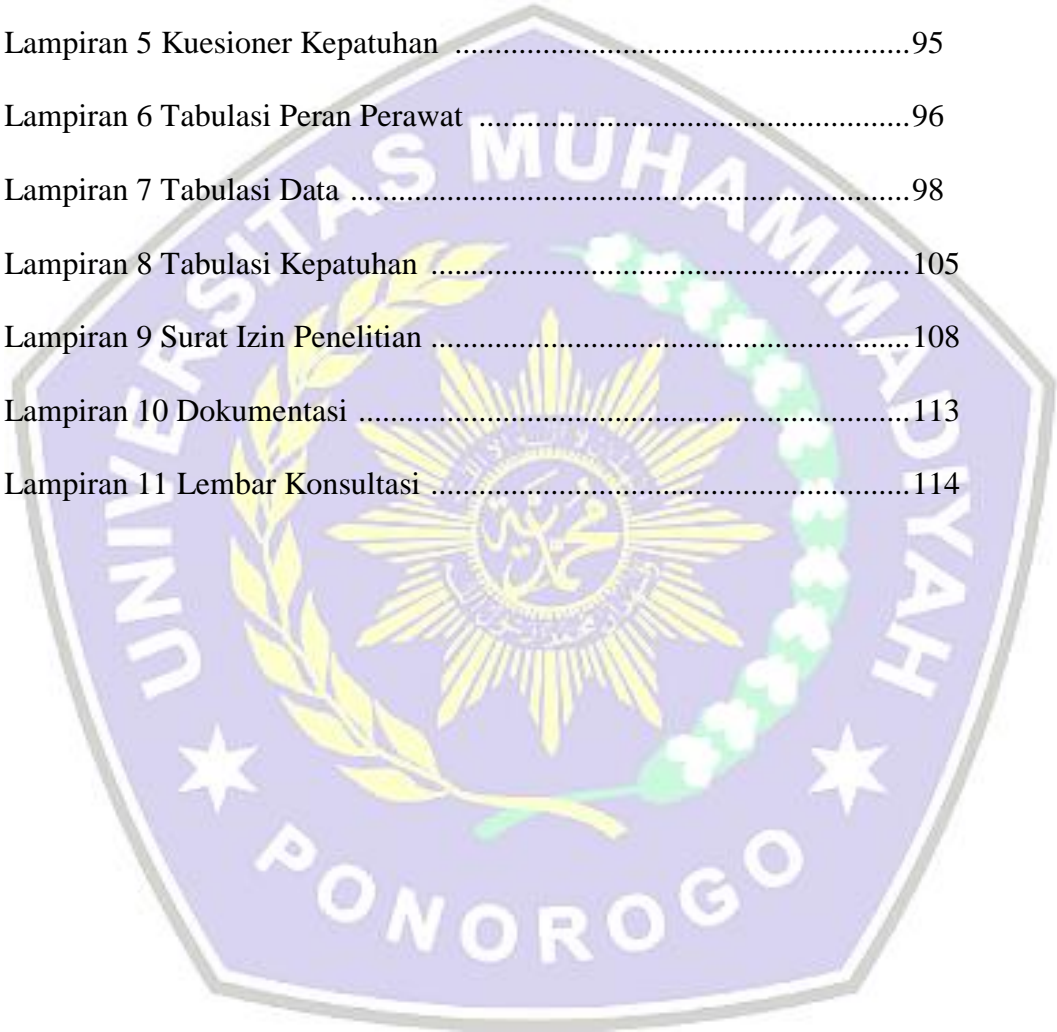 Lampiran 5 Kuesioner Kepatuhan ........................................................95
Lampiran 6 Tabulasi Peran Perawat .....................................................96
Lampiran 7 Tabulasi Data .....................................................................98
Lampiran 8 Tabulasi Kepatuhan ...........................................................105
Lampiran 9 Surat Izin Penelitian ...........................................................108
Lampiran 10 Dokumentasi ....................................................................113
Lampiran 11 Lembar Konsultasi ...........................................................114
UNIVERSITAS MUHAMMADIYAH
PONOROGO